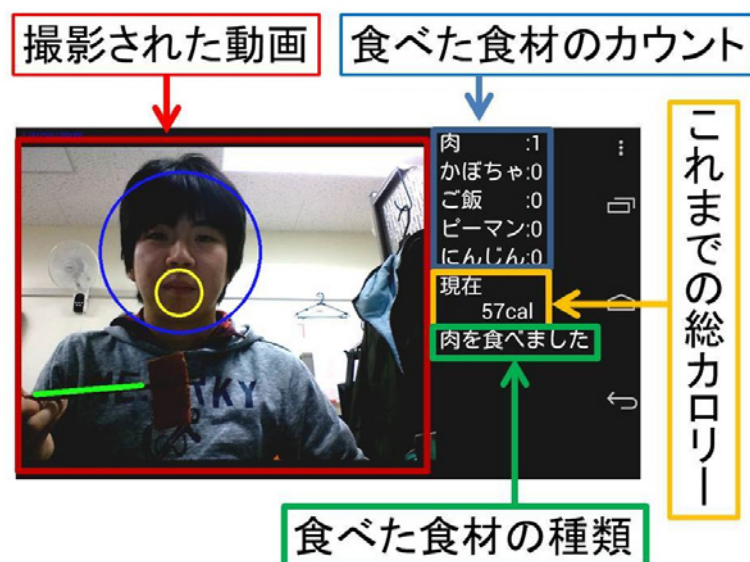 撮影された動画
食べた食材のカウント
肉 :1
かぼちゃ:0
ご飯 :0
ピーマン:0
にんじん:0
現在
57cal
肉を食べました
これまでの総カロリー
食べた食材の種類